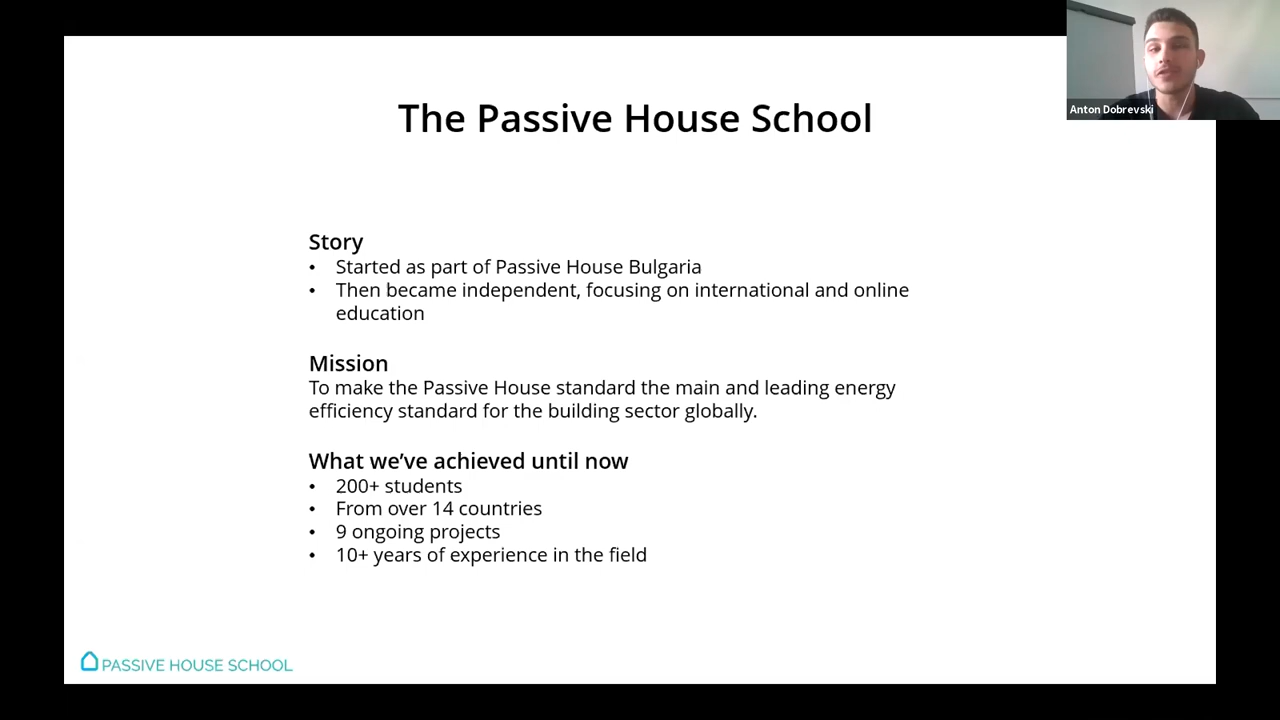 Anton Dobrevski
The Passive House School
Story
• Started as part of Passive House Bulgaria
• Then became independent, focusing on international and online
education
Mission
To make the Passive House standard the main and leading energy
efficiency standard for the building sector globally.
What we’ve achieved until now
• 200+ students
• From over 14 countries
• 9 ongoing projects
• 10+ years of experience in the field
PASSIVE HOUSE SCHOOL